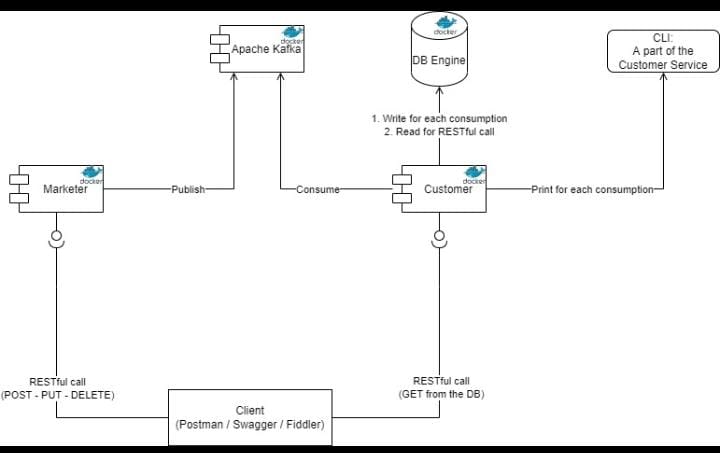 docker
Apache Kafka
docker
DB Engine
CLI:
A part of the
Customer Service
1. Write for each consumption
2. Read for RESTful call
docker
Marketer
Publish
Consume
docker
Customer
Print for each consumption
RESTful call
(POST - PUT - DELETE)
RESTful call
(GET from the DB)
Client
(Postman / Swagger / Fiddler)